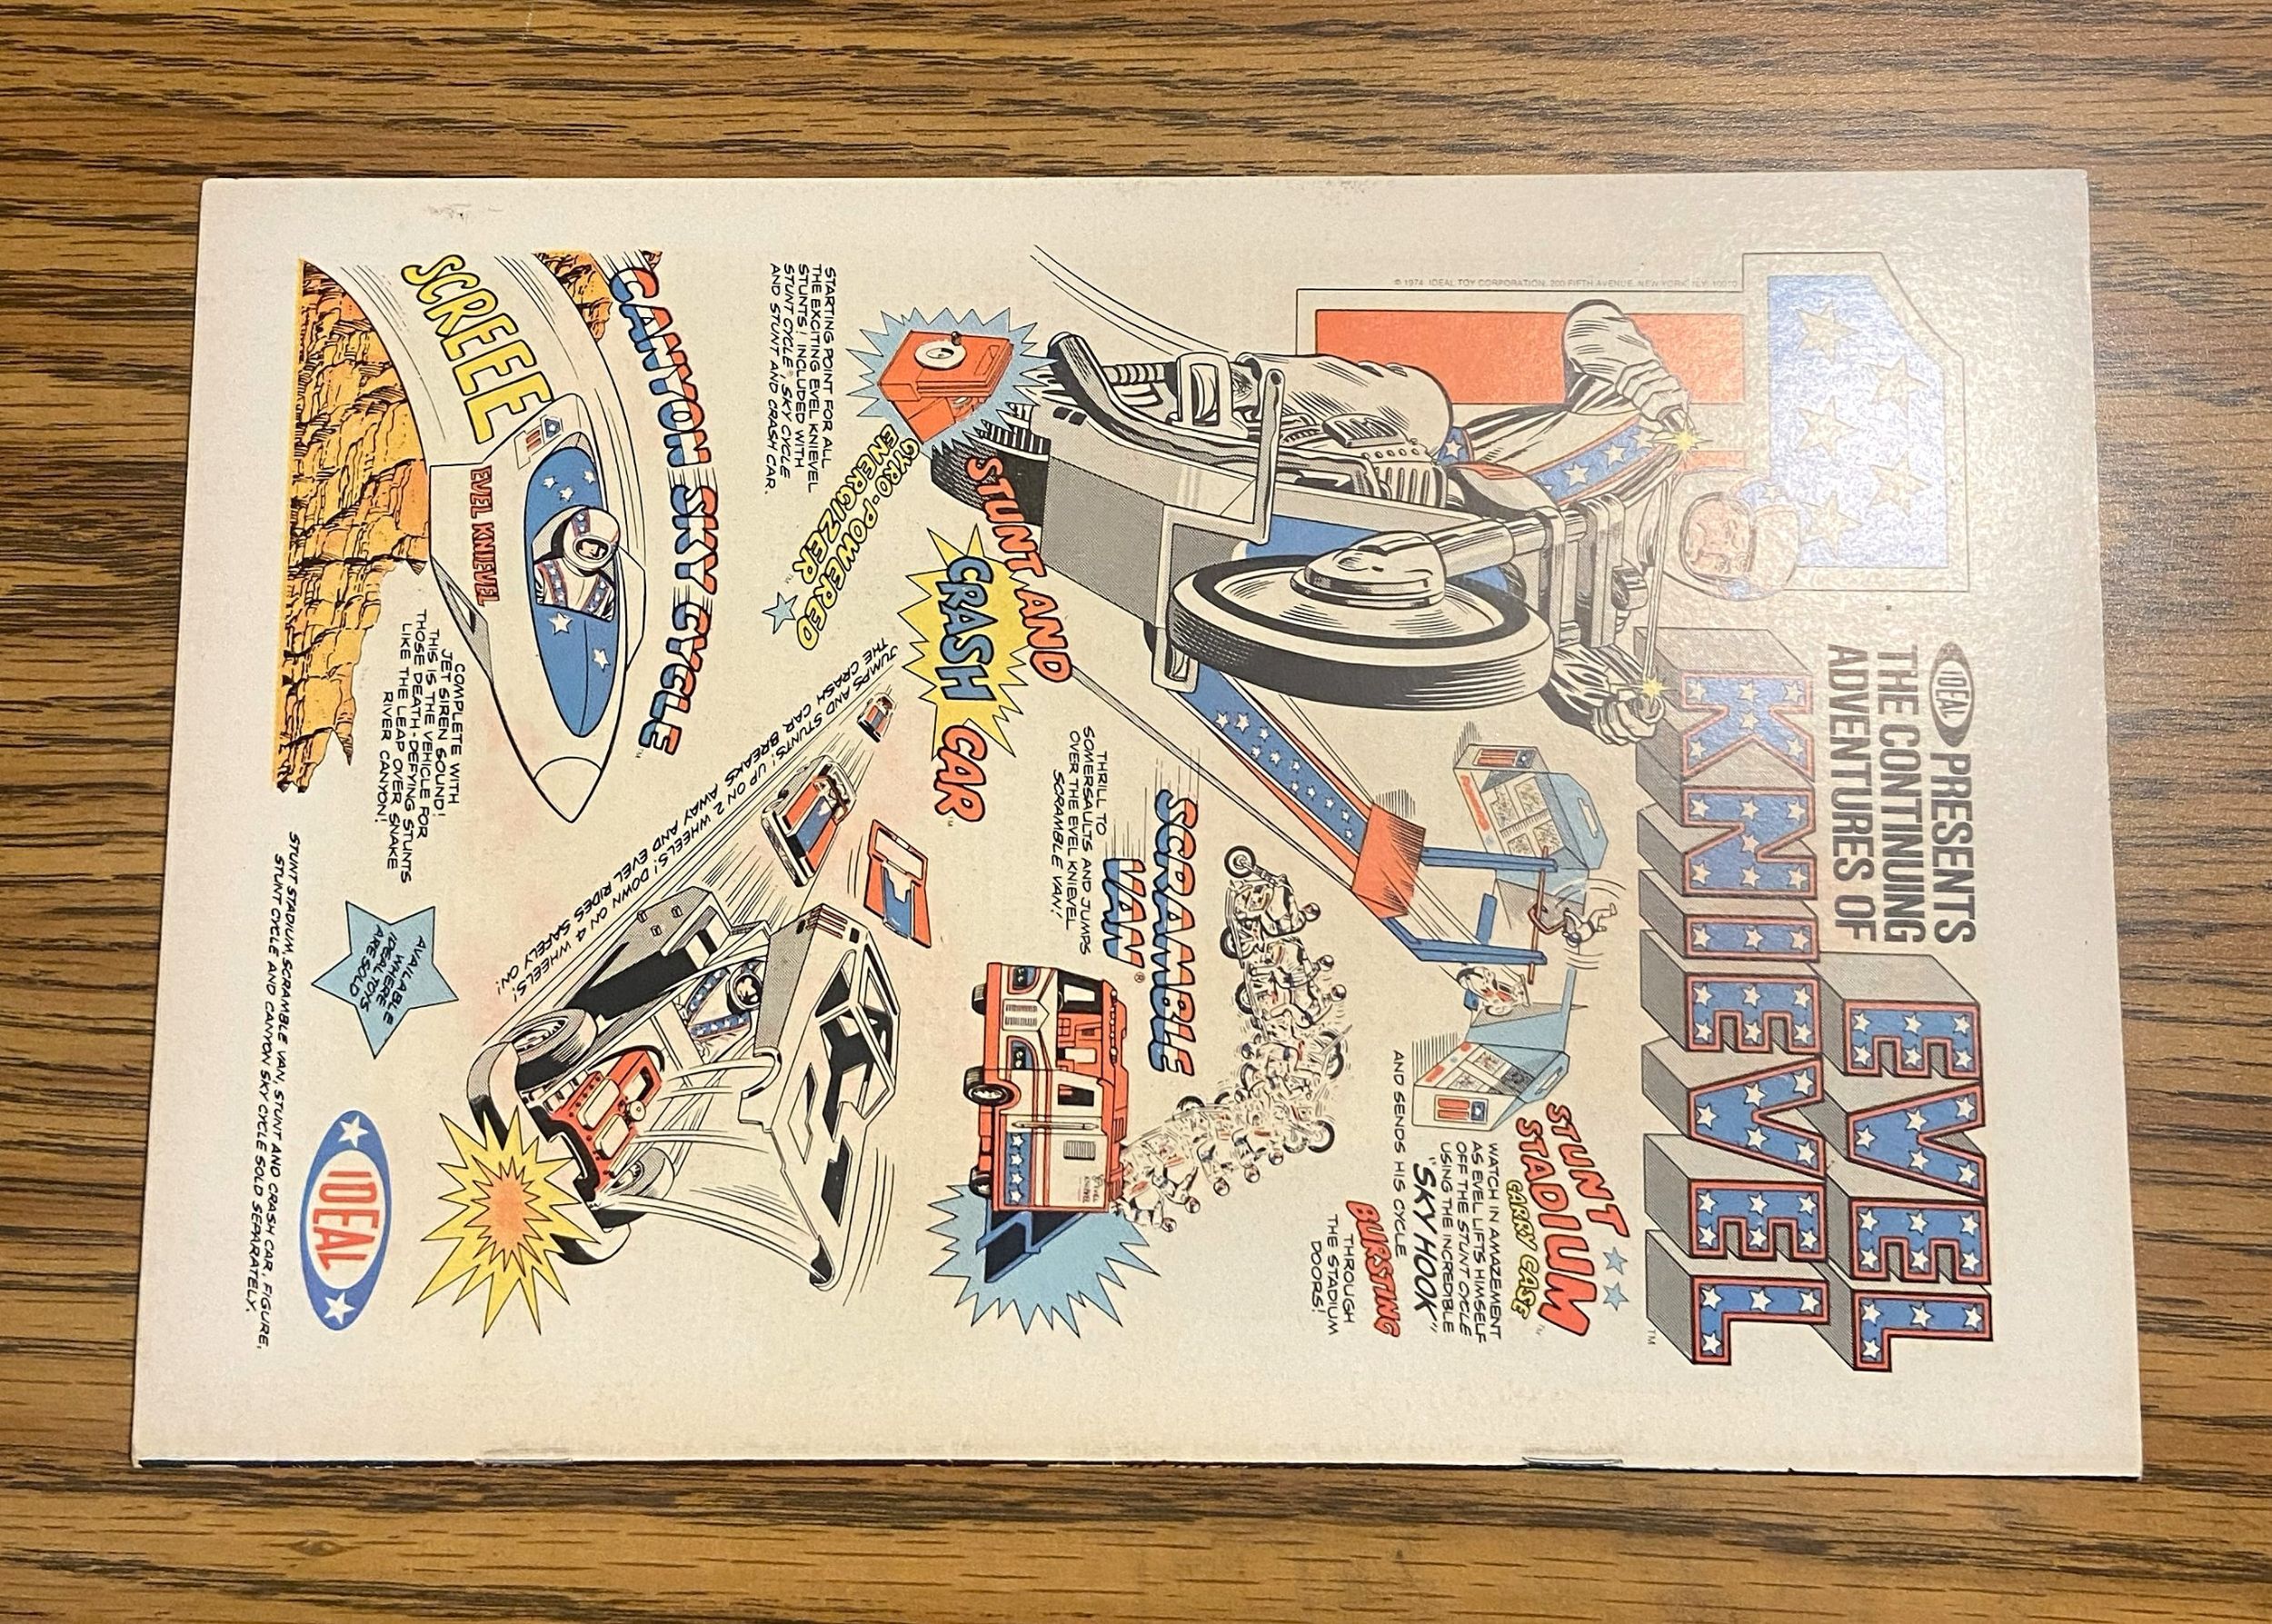 IDEAL PRESENTS
THE CONTINUING
ADVENTURES OF
EVEL
KNIEVEL™
© 1974 IDEAL TOY CORPORATION, 200 FIFTH AVENUE, NEW YORK, N.Y. 10010
STUNT
STADIUM
CARRY CASE™
WATCH IN AMAZEMENT
AS EVEL LIFTS HIMSELF
OFF THE STUNT CYCLE
USING THE INCREDIBLE
"SKY HOOK"
AND SENDS HIS CYCLE
BURSTING
THROUGH
THE STADIUM
DOORS!
SCRAMBLE
VAN®
THRILL TO
SOMERSAULTS AND JUMPS
OVER THE EVEL KNIEVEL
SCRAMBLE VAN!
STUNT AND
CRASH
CAR™
JUMPS AND STUNTS! UP ON 2 WHEELS! DOWN ON 4 WHEELS!
THE CRASH CAR BREAKS AWAY AND EVEL RIDES SAFELY ON!
GYRO-POWERED
ENERGIZER™
STARTING POINT FOR ALL
THE EXCITING EVEL KNIEVEL
STUNTS! INCLUDED WITH
STUNT CYCLE®, SKY CYCLE
AND STUNT AND CRASH CAR.
CANYON SKY CYCLE™
SCREEE
EVEL KNIEVEL
COMPLETE WITH
JET SIREN SOUND!
THIS IS THE VEHICLE FOR
THOSE DEATH-DEFYING STUNTS
LIKE THE LEAP OVER SNAKE
RIVER CANYON!
AVAILABLE
WHERE
IDEAL TOYS
ARE SOLD
IDEAL
STUNT STADIUM, SCRAMBLE VAN, STUNT AND CRASH CAR, FIGURE,
STUNT CYCLE AND CANYON SKY CYCLE SOLD SEPARATELY.